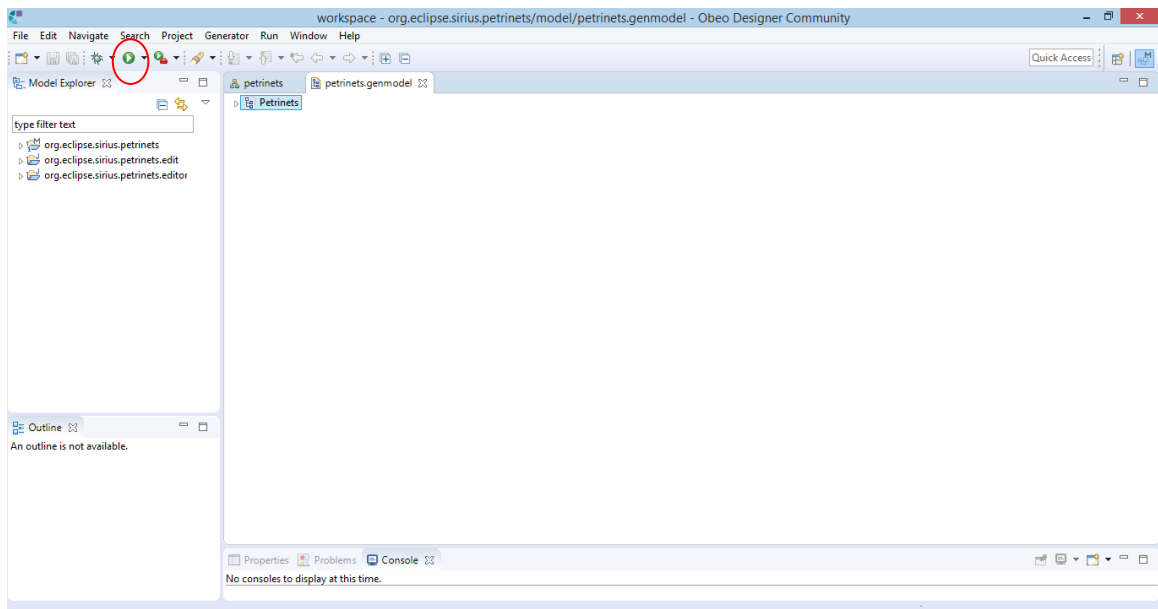 workspace - org.eclipse.sirius.petrinets/model/petrinets.genmodel - Obeo Designer Community
File Edit Navigate Search Project Generator Run Window Help
Quick Access
Model Explorer
petrinets petrinets.genmodel
Petrinets
type filter text
org.eclipse.sirius.petrinets
org.eclipse.sirius.petrinets.edit
org.eclipse.sirius.petrinets.editor
Outline
An outline is not available.
Properties Problems Console
No consoles to display at this time.